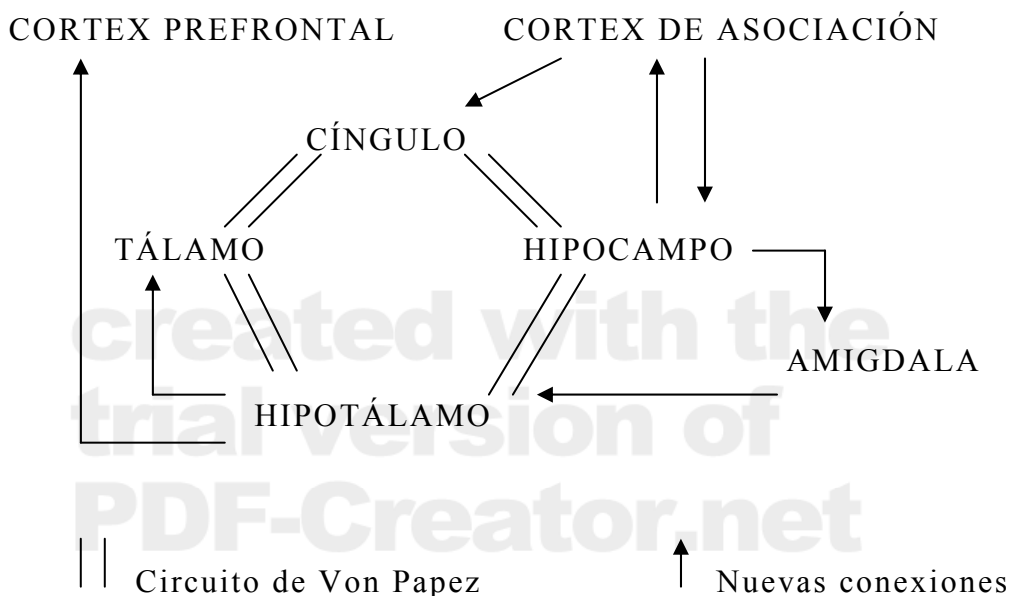 CORTEX PREFRONTAL CORTEX DE ASOCIACIÓN
CÍNGULO
TÁLAMO HIPOCAMPO
AMIGDALA
HIPOTÁLAMO
Circuito de Von Papez Nuevas conexiones
created with the
trial version of
PDF-Creator.net